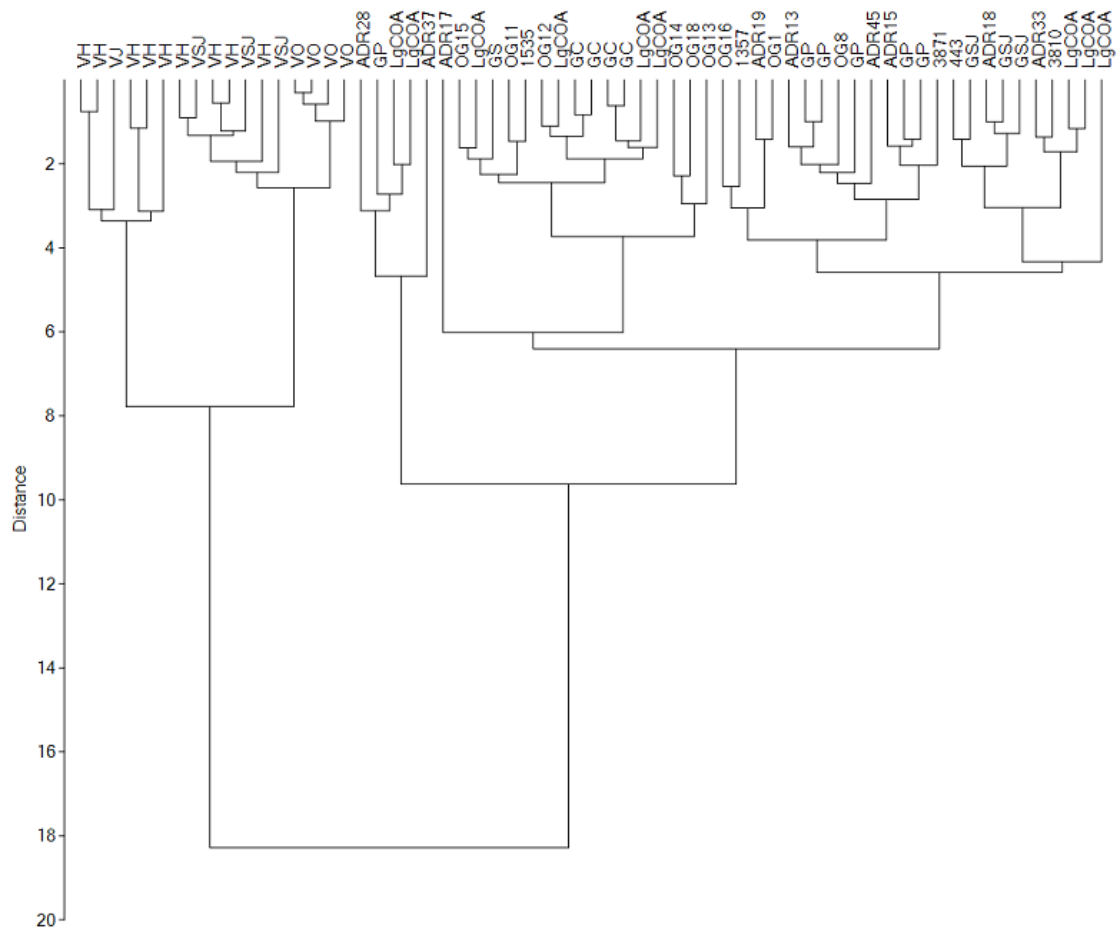 VH
VH
VJ
VH
VH
VH
VH
VSJ
VH
VH
VSJ
VH
VSJ
VO
VO
VO
VO
ADR28
GP
LgCOA
LgCOA
ADR37
ADR17
OG15
LgCOA
GS
OG11
1535
OG12
LgCOA
GC
GC
GC
GC
LgCOA
LgCOA
OG14
OG18
OG13
OG16
1357
ADR19
OG1
ADR13
GP
GP
OG8
GP
ADR45
ADR15
GP
GP
3871
443
GSJ
ADR18
GSJ
GSJ
ADR33
3810
LgCOA
LgCOA
LgCOA
2
4
6
8
10
12
14
16
18
20
Distance